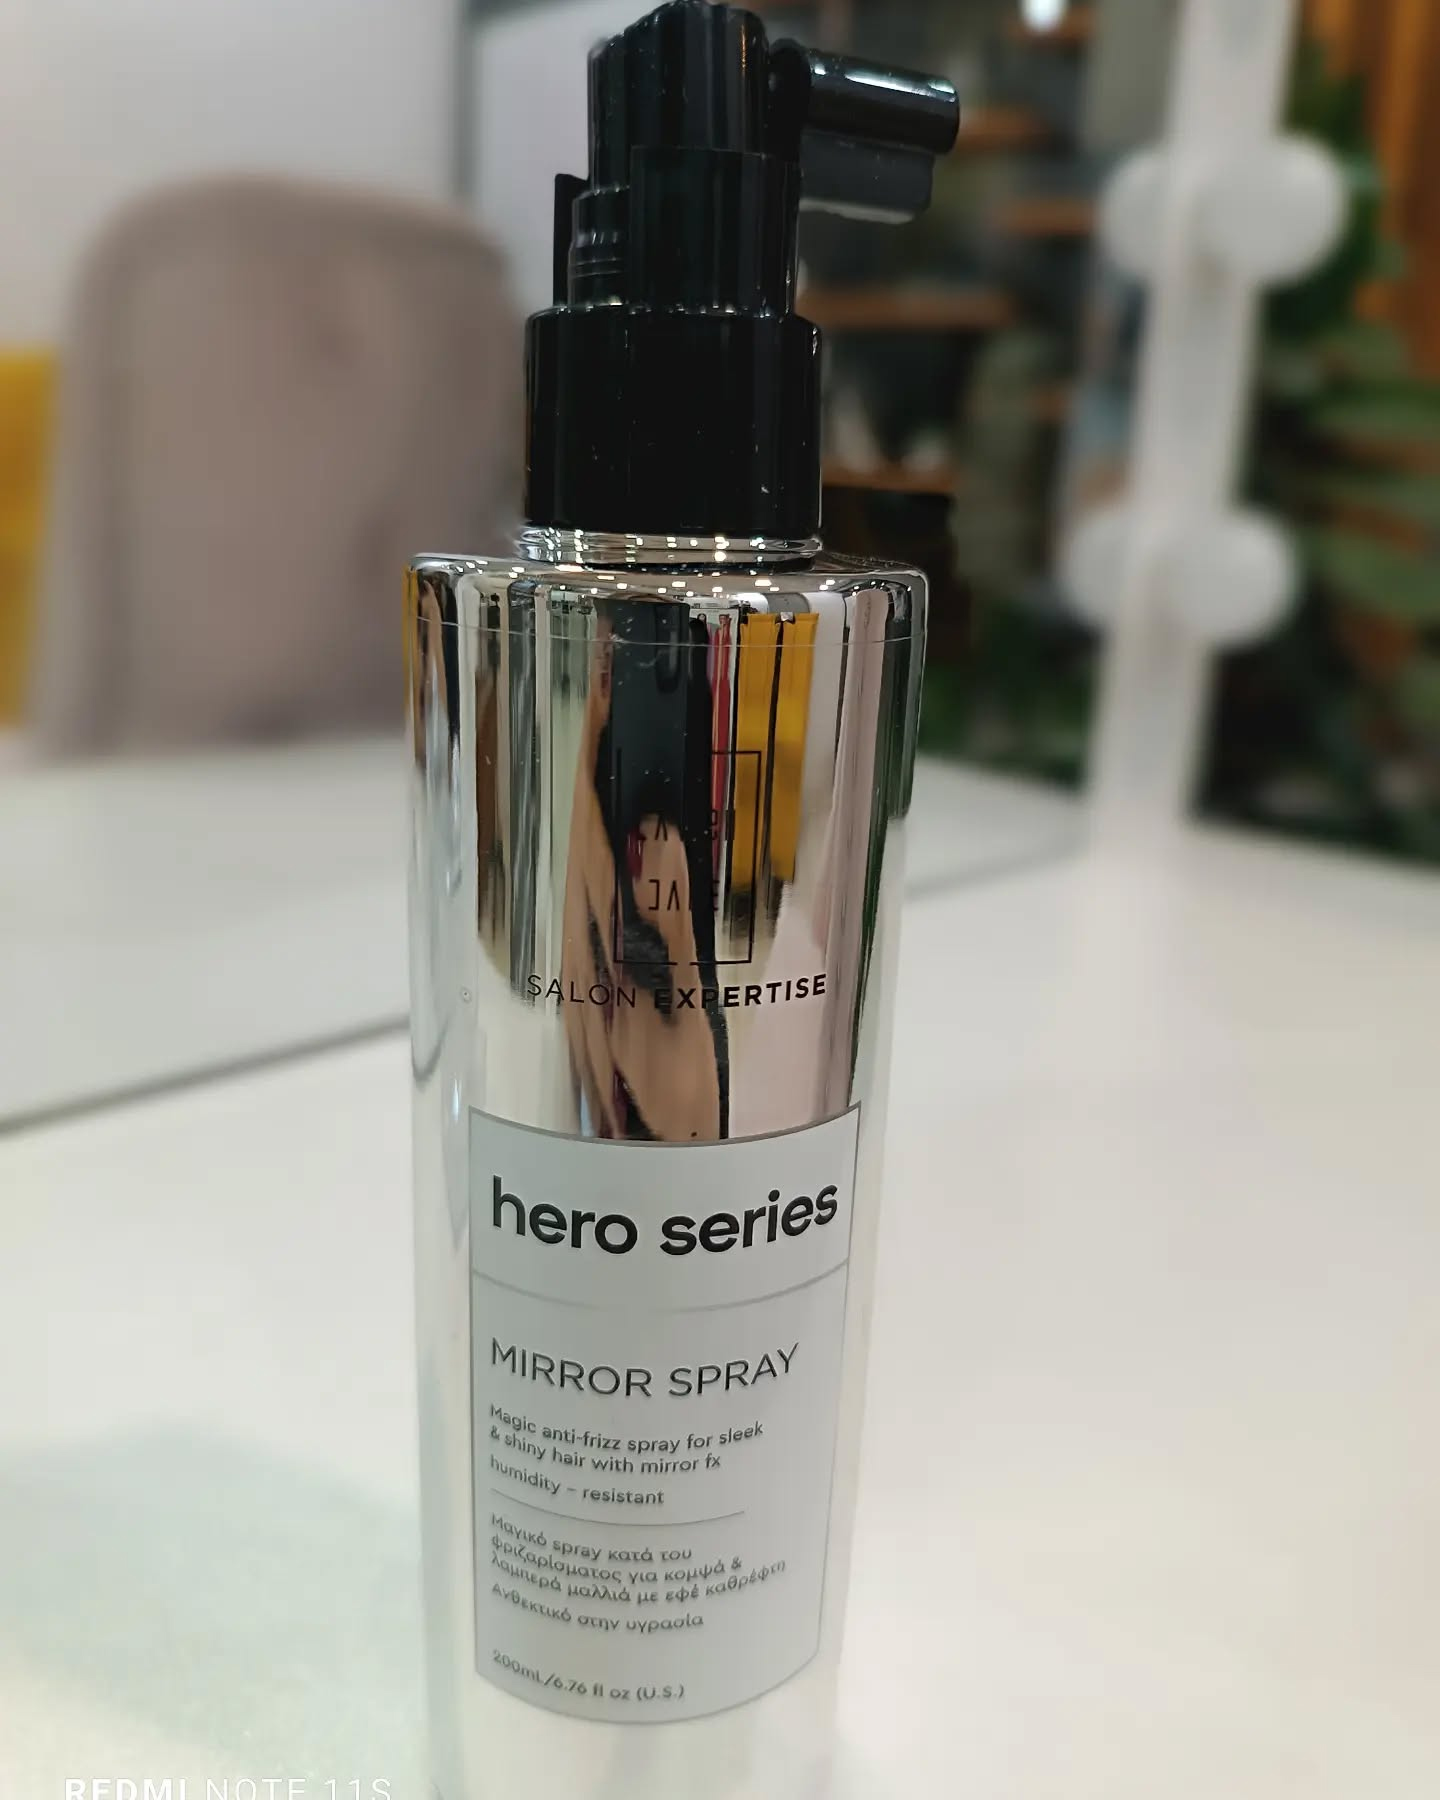 SALON EXPERTISE
hero series
MIRROR SPRAY
Magic anti-frizz spray for sleek
& shiny hair with mirror fx
humidity - resistant
Μαγικό spray κατά του
φριζαρίσματος για κομψά &
λαμπερά μαλλιά με εφέ καθρέφτη
Ανθεκτικό στην υγρασία
200mL/6.76 fl oz (U.S.)
REDMI NOTE 11S